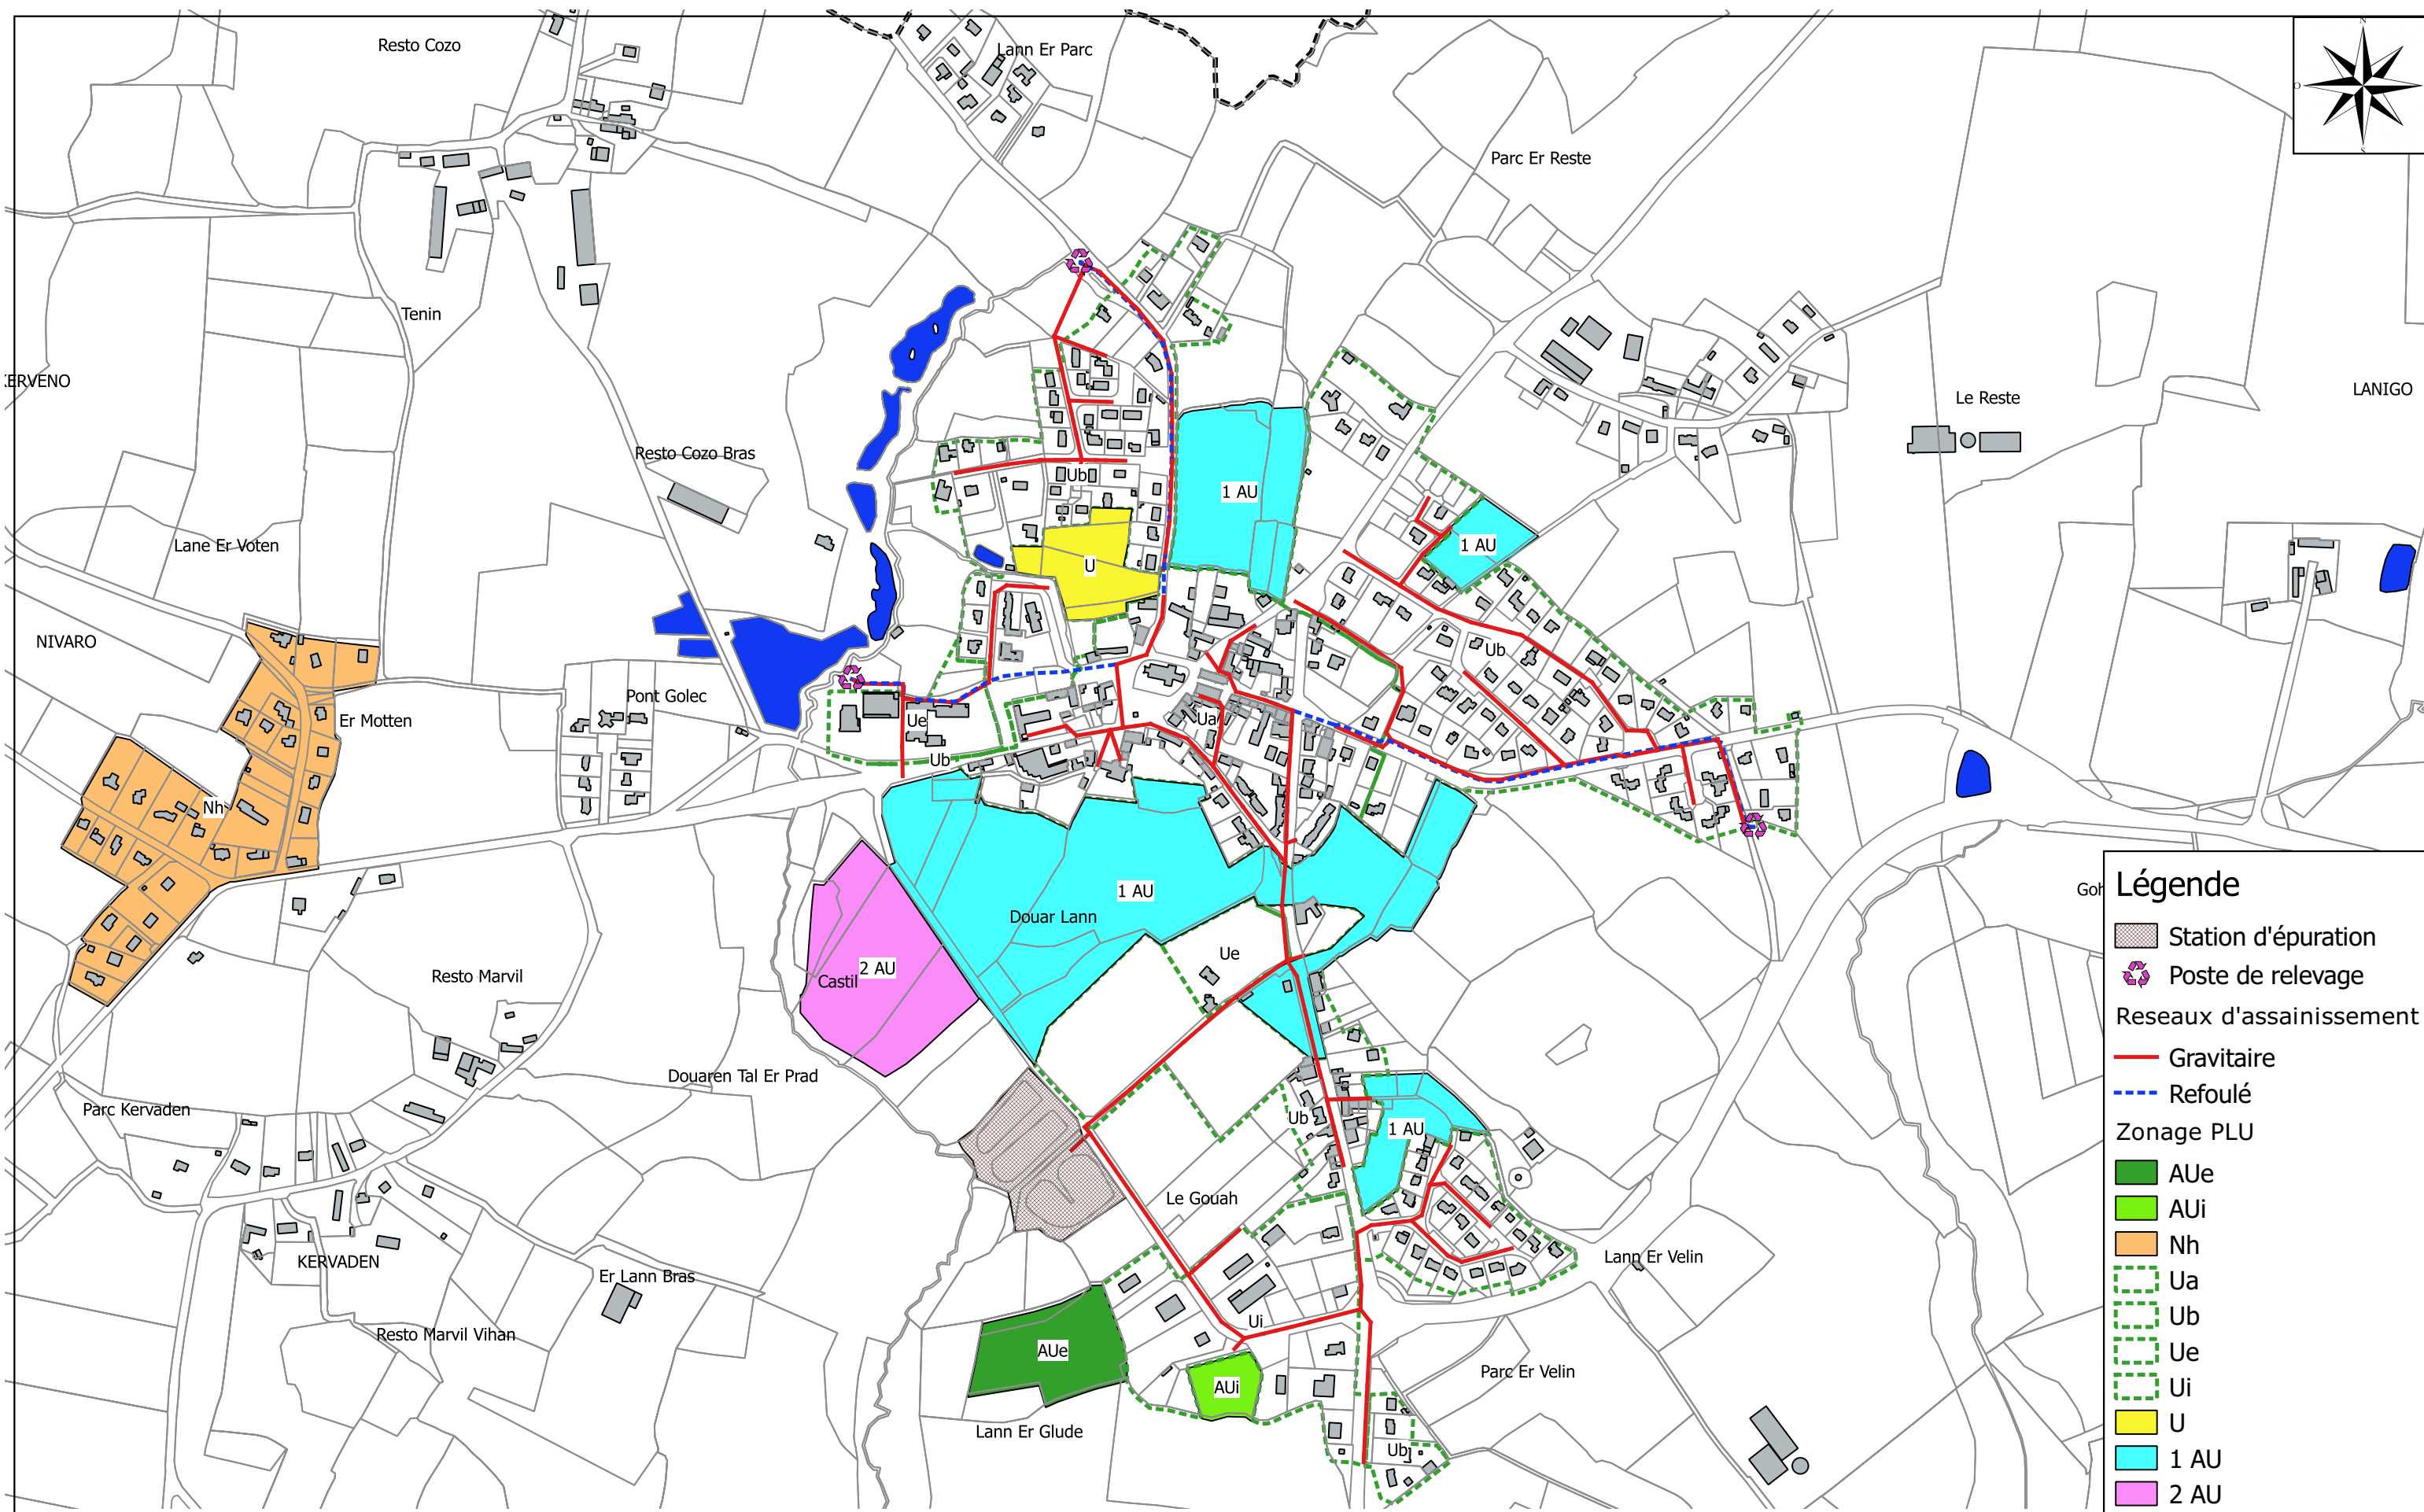 N
O
S
Resto Cozo
Lann Er Parc
Parc Er Reste
Tenin
Le Reste
LANIGO
Resto Cozo Bras
Ub
1 AU
1 AU
Lane Er Voten
U
NIVARO
Ub
Pont Golec
Er Motten
Ue
Ua
Ub
Nh
1 AU
Douar Lann
Ue
2 AU
Castil
Resto Marvil
Douaren Tal Er Prad
Parc Kervaden
Ub
1 AU
Le Gouah
KERVADEN
Er Lann Bras
Lann Er Velin
Resto Marvil Vihan
Ui
AUe
AUi
Parc Er Velin
Lann Er Glude
Ub
Légende
Station d'épuration
Poste de relevage
Reseaux d'assainissement
Gravitaire
Refoulé
Zonage PLU
AUe
AUi
Nh
Ua
Ub
Ue
Ui
U
1 AU
2 AU